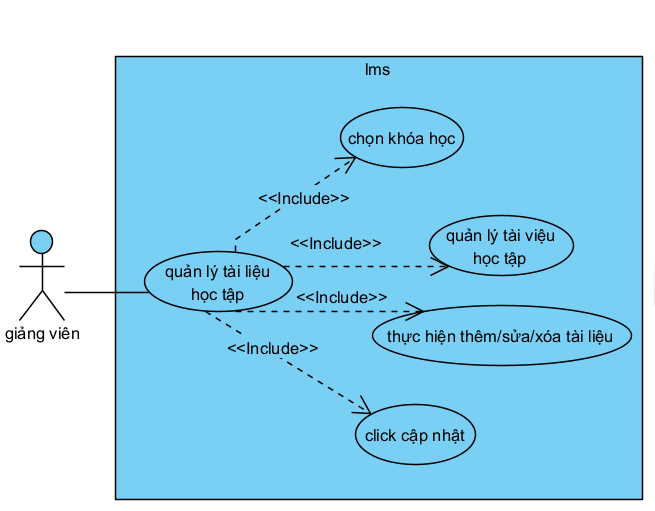 lms
chọn khóa học
<<Include>>
<<Include>>
quản lý tài việu
học tập
quản lý tài liệu
học tập
<<Include>>
giảng viên
thực hiện thêm/sửa/xóa tài liệu
<<Include>>
click cập nhật